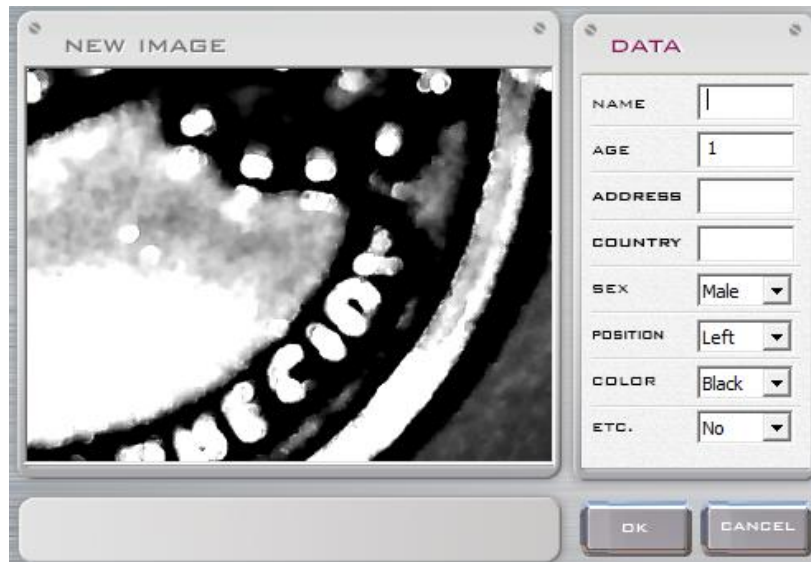 NEW IMAGE
DATA
NAME
AGE 1
ADDRESS
COUNTRY
SEX Male
POSITION Left
COLOR Black
ETC. No
OK CANCEL